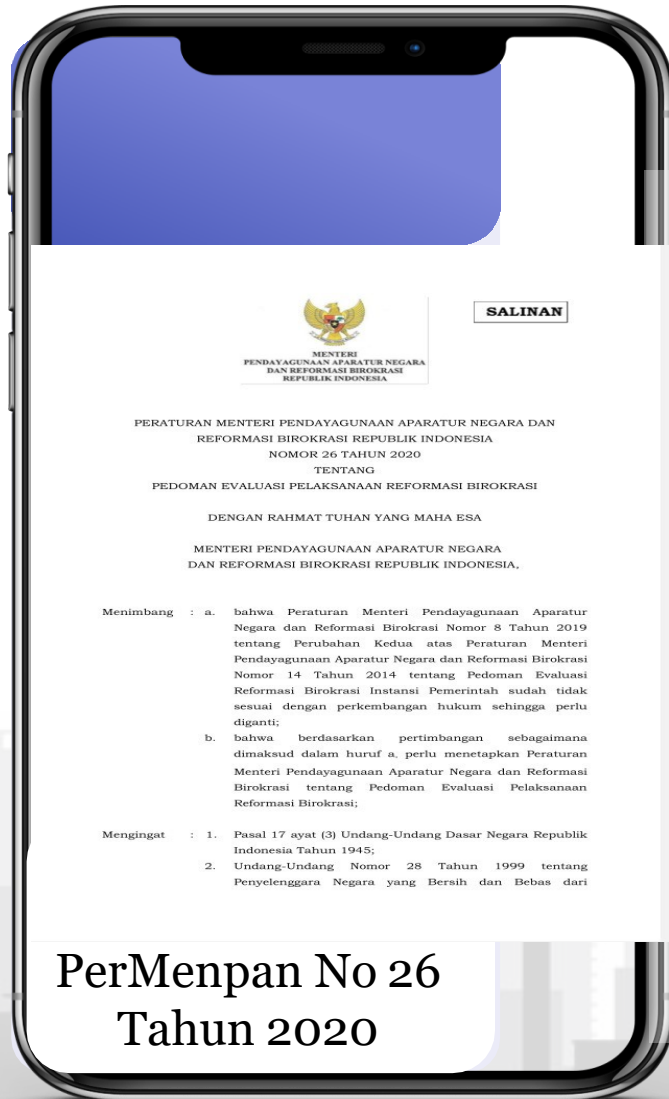 SALINAN
MENTERI
PENDAYAGUNAAN APARATUR NEGARA
DAN REFORMASI BIROKRASI
REPUBLIK INDONESIA
PERATURAN MENTERI PENDAYAGUNAAN APARATUR NEGARA DAN
REFORMASI BIROKRASI REPUBLIK INDONESIA
NOMOR 26 TAHUN 2020
TENTANG
PEDOMAN EVALUASI PELAKSANAAN REFORMASI BIROKRASI
DENGAN RAHMAT TUHAN YANG MAHA ESA
MENTERI PENDAYAGUNAAN APARATUR NEGARA
DAN REFORMASI BIROKRASI REPUBLIK INDONESIA,
Menimbang : a. bahwa Peraturan Menteri Pendayagunaan Aparatur
Negara dan Reformasi Birokrasi Nomor 8 Tahun 2019
tentang Perubahan Kedua atas Peraturan Menteri
Pendayagunaan Aparatur Negara dan Reformasi Birokrasi
Nomor 14 Tahun 2014 tentang Pedoman Evaluasi
Reformasi Birokrasi Instansi Pemerintah sudah tidak
sesuai dengan perkembangan hukum sehingga perlu
diganti;
b. bahwa berdasarkan pertimbangan sebagaimana
dimaksud dalam huruf a, perlu menetapkan Peraturan
Menteri Pendayagunaan Aparatur Negara dan Reformasi
Birokrasi tentang Pedoman Evaluasi Pelaksanaan
Reformasi Birokrasi;
Mengingat : 1. Pasal 17 ayat (3) Undang-Undang Dasar Negara Republik
Indonesia Tahun 1945;
2. Undang-Undang Nomor 28 Tahun 1999 tentang
Penyelenggara Negara yang Bersih dan Bebas dari
PerMenpan No 26
Tahun 2020